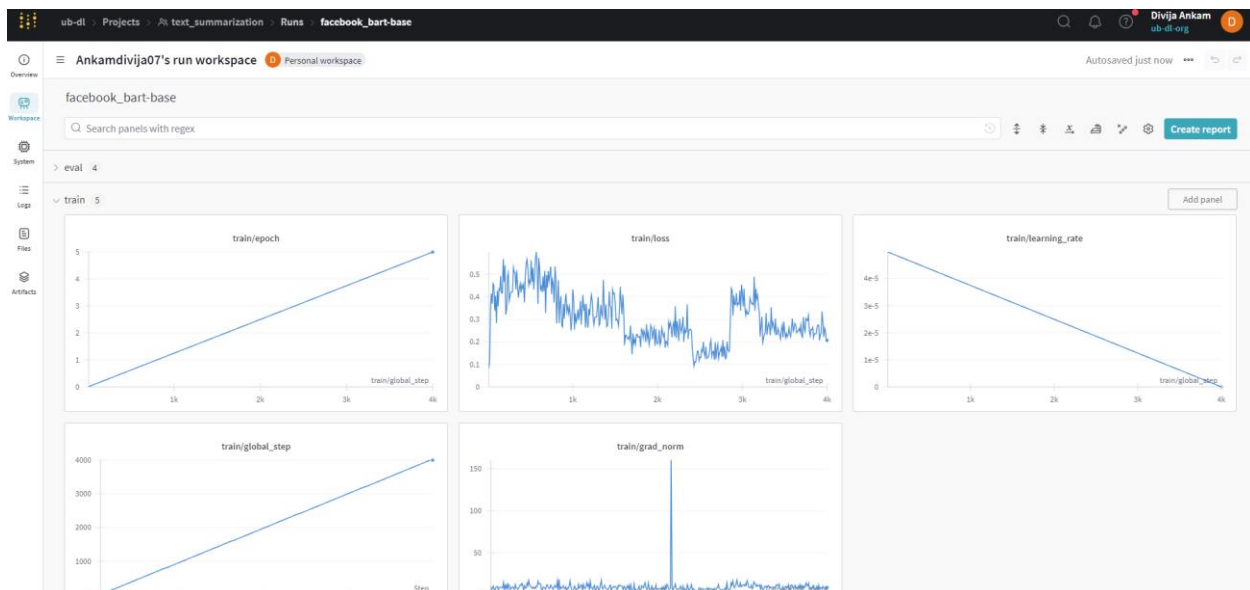 ub-dl > Projects > text_summarization > Runs > facebook_bart-base
Divija Ankam
ub-dl-org
D
Overview
Ankamdivija07's run workspace D Personal workspace
Autosaved just now
Workspace
facebook_bart-base
Search panels with regex
Create report
System
eval 4
Logs
train 5
Add panel
Files
Artifacts
train/epoch
5
4
3
2
1
0
train/global_step
1k 2k 3k 4k
train/loss
0.5
0.4
0.3
0.2
0.1
0
train/global_step
1k 2k 3k 4k
train/learning_rate
4e-5
3e-5
2e-5
1e-5
0
train/global_step
1k 2k 3k 4k
train/global_step
4000
3000
2000
1000
Step
train/grad_norm
150
100
50